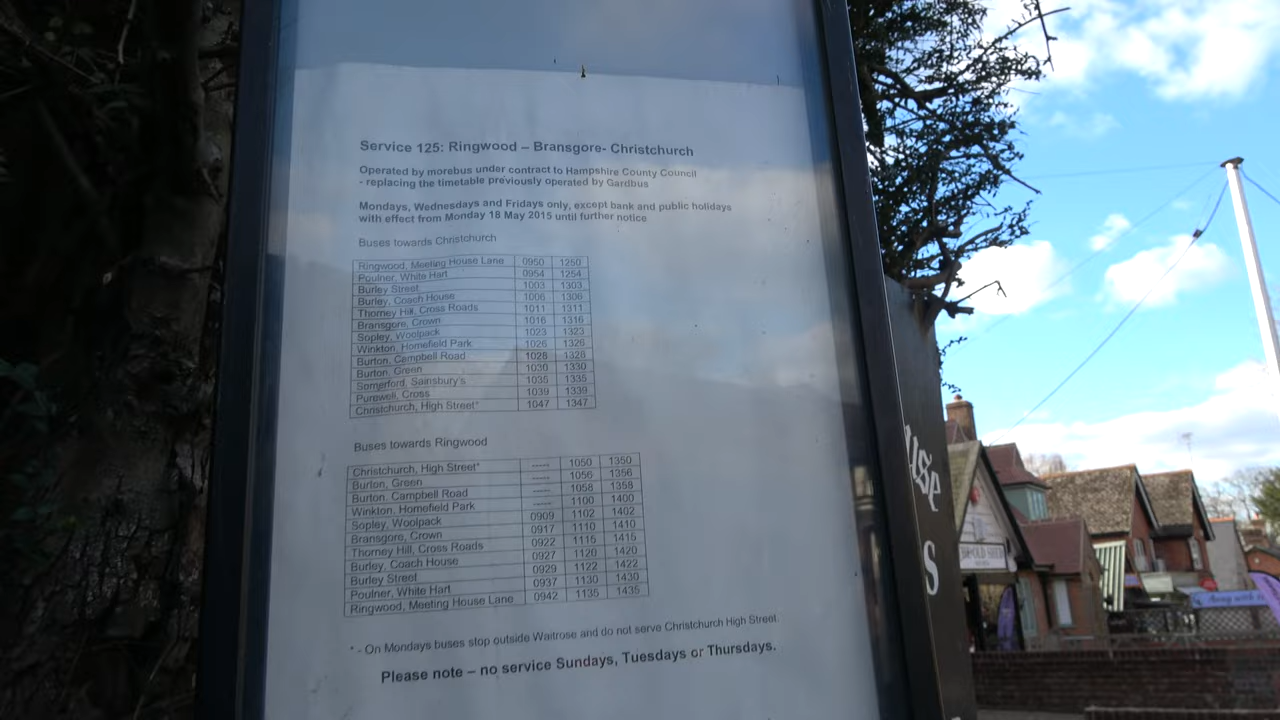 Service 125: Ringwood – Bransgore- Christchurch
Operated by morebus under contract to Hampshire County Council
- replacing the timetable previously operated by Gardbus
Mondays, Wednesdays and Fridays only, except bank and public holidays
with effect from Monday 18 May 2015 until further notice
Buses towards Christchurch
Ringwood, Meeting House Lane 0950 1250
Poulner, White Hart 0954 1254
Burley Street 1003 1303
Burley, Coach House 1006 1306
Thorney Hill, Cross Roads 1011 1311
Bransgore, Crown 1016 1316
Sopley, Woolpack 1023 1323
Winkton, Homefield Park 1026 1326
Burton, Campbell Road 1028 1328
Burton, Green 1030 1330
Somerford, Sainsbury's 1035 1335
Purewell, Cross 1039 1339
Christchurch, High Street* 1047 1347
Buses towards Ringwood
Christchurch, High Street* ----- 1050 1350
Burton, Green ----- 1056 1356
Burton, Campbell Road ----- 1058 1358
Winkton, Homefield Park ----- 1100 1400
Sopley, Woolpack 0909 1102 1402
Bransgore, Crown 0917 1110 1410
Thorney Hill, Cross Roads 0922 1115 1415
Burley, Coach House 0927 1120 1420
Burley Street 0929 1122 1422
Poulner, White Hart 0937 1130 1430
Ringwood, Meeting House Lane 0942 1135 1435
* - On Mondays buses stop outside Waitrose and do not serve Christchurch High Street.
Please note – no service Sundays, Tuesdays or Thursdays.